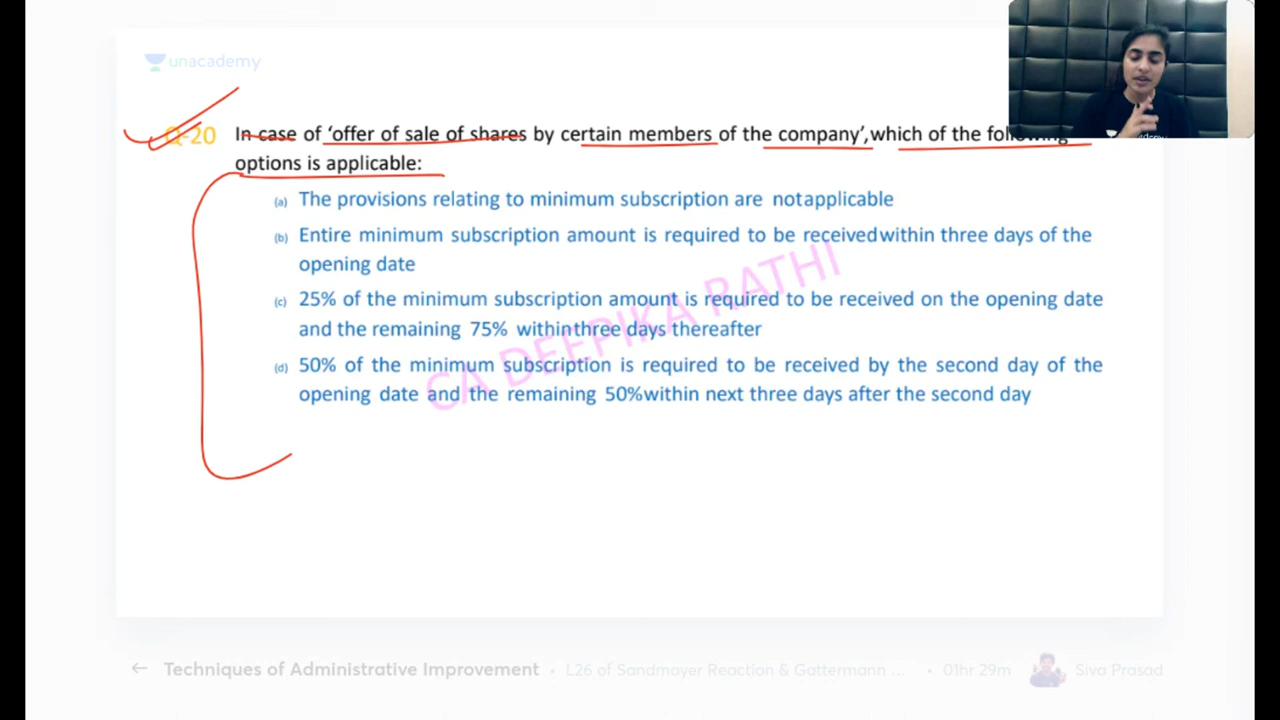 unacademy
Q-20 In case of 'offer of sale of shares by certain members of the company',which of the following
options is applicable:
(a) The provisions relating to minimum subscription are notapplicable
(b) Entire minimum subscription amount is required to be receivedwithin three days of the
opening date
(c) 25% of the minimum subscription amount is required to be received on the opening date
and the remaining 75% withinthree days thereafter
(d) 50% of the minimum subscription is required to be received by the second day of the
opening date and the remaining 50%within next three days after the second day
CA DEEPIKA RATHI
← Techniques of Administrative Improvement • L26 of Sandmayer Reaction & Gattermann ... • 01hr 29m Siva Prasad